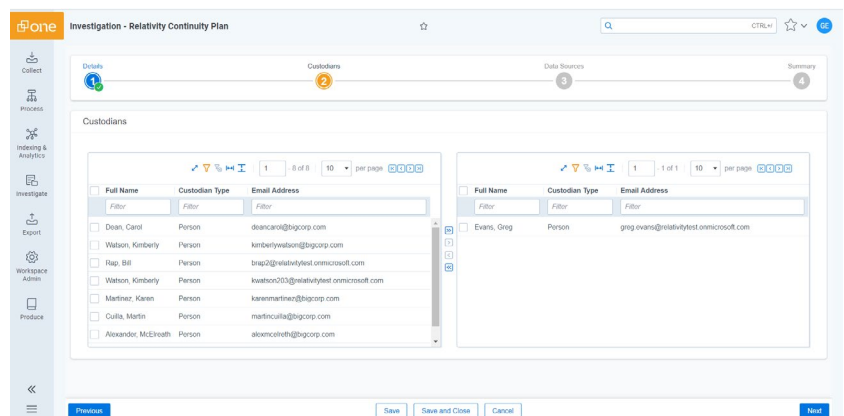 one
Investigation - Relativity Continuity Plan
CTRL+/
GE
Collect
Process
Indexing &
Analytics
Investigate
Export
Workspace
Admin
Produce
Details
Custodians
Data Sources
Summary
1
2
3
4
Custodians
1 - 8 of 8 10 per page
Full Name Custodian Type Email Address
Filter Filter Filter
Dean, Carol Person deancarol@bigcorp.com
Watson, Kimberly Person kimberlywatson@bigcorp.com
Rap, Bill Person brap2@relativitytest.onmicrosoft.com
Watson, Kimberly Person kwatson203@relativitytest.onmicrosoft.com
Martinez, Karen Person karenmartinez@bigcorp.com
Cuilla, Martin Person martincuilla@bigcorp.com
Alexander, McElreath Person alexmcelreth@bigcorp.com
1 - 1 of 1 10 per page
Full Name Custodian Type Email Address
Filter Filter Filter
Evans, Greg Person greg.evans@relativitytest.onmicrosoft.com
Previous
Save
Save and Close
Cancel
Next